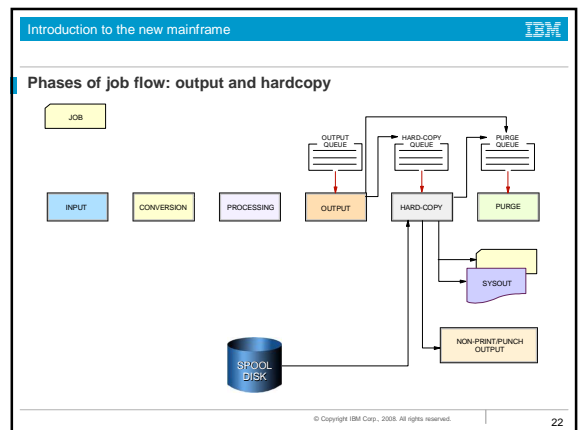 Introduction to the new mainframe
IBM
Phases of job flow: output and hardcopy
JOB
OUTPUT
QUEUE
HARD-COPY
QUEUE
PURGE
QUEUE
INPUT
CONVERSION
PROCESSING
OUTPUT
HARD-COPY
PURGE
SYSOUT
NON-PRINT/PUNCH
OUTPUT
SPOOL
DISK
© Copyright IBM Corp., 2008. All rights reserved.
22